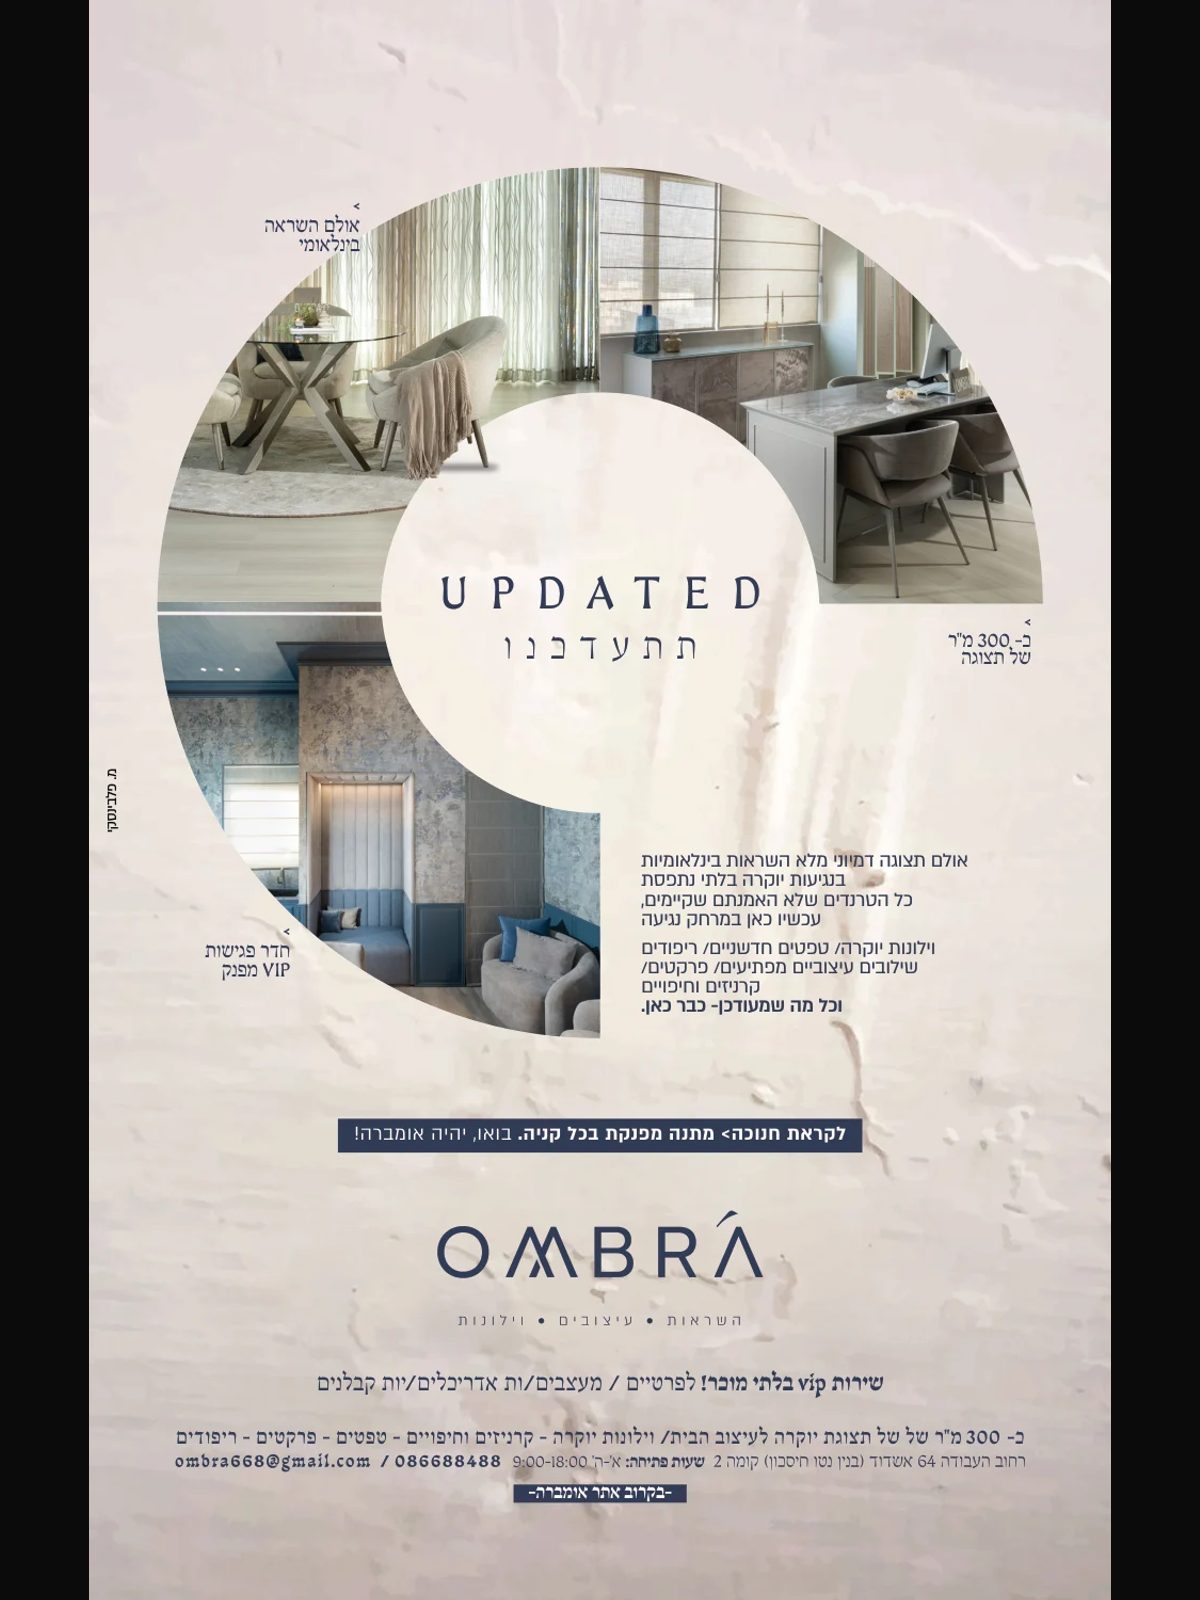 >
אולם השראה
בינלאומי
UPDATED
תתעדכנו
>
כ- 300 מ"ר
של תצוגה
מ. פלבינסקי
אולם תצוגה דמיוני מלא השראות בינלאומיות
בנגיעות יוקרה בלתי נתפסת
כל הטרנדים שלא האמנתם שקיימים,
עכשיו כאן במרחק נגיעה
וילונות יוקרה/ טפטים חדשניים/ ריפודים
שילובים עיצוביים מפתיעים/ פרקטים/
קרניזים וחיפויים
וכל מה שמעודכן- כבר כאן.
>
חדר פגישות
VIP מפנק
לקראת חנוכה> מתנה מפנקת בכל קניה. בואו, יהיה אומברה!
OMBRÁ
השראות • עיצובים • וילונות
שירות vip בלתי מוכר! לפרטיים / מעצבים/ות אדריכלים/יות קבלנים
כ- 300 מ"ר של של תצוגת יוקרה לעיצוב הבית/ וילונות יוקרה - קרניזים וחיפויים - טפטים - פרקטים - ריפודים
רחוב העבודה 64 אשדוד (בנין נטו חיסכון) קומה 2 שעות פתיחה: א'-ה' 9:00-18:00 ombra668@gmail.com / 086688488
-בקרוב אתר אומברה-